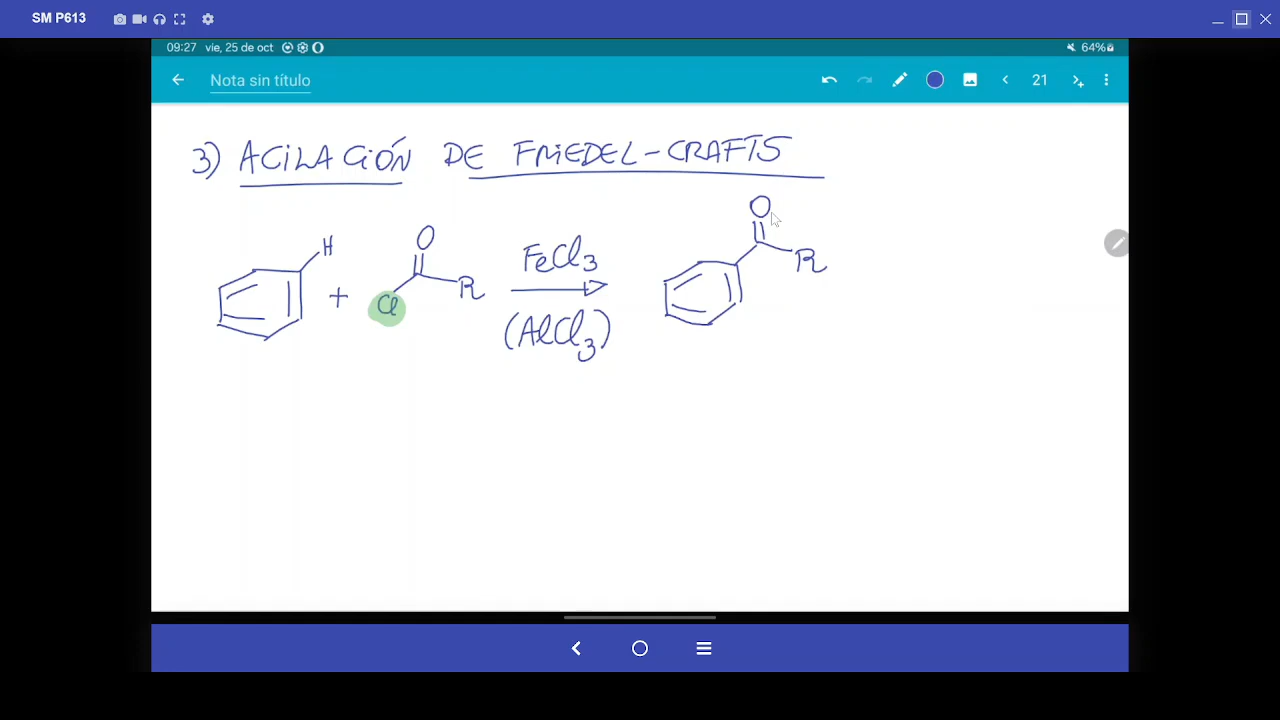 SM P613
09:27 vie, 25 de oct 64%
Nota sin título 21
3) ACILACIÓN DE FRIEDEL-CRAFTS
H O FeCl3 O
+ Cl R (AlCl3) R